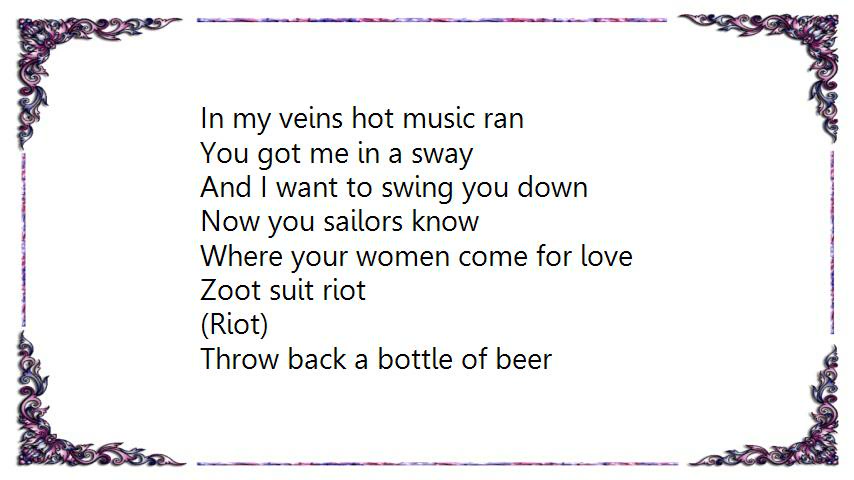 In my veins hot music ran
You got me in a sway
And I want to swing you down
Now you sailors know
Where your women come for love
Zoot suit riot
(Riot)
Throw back a bottle of beer